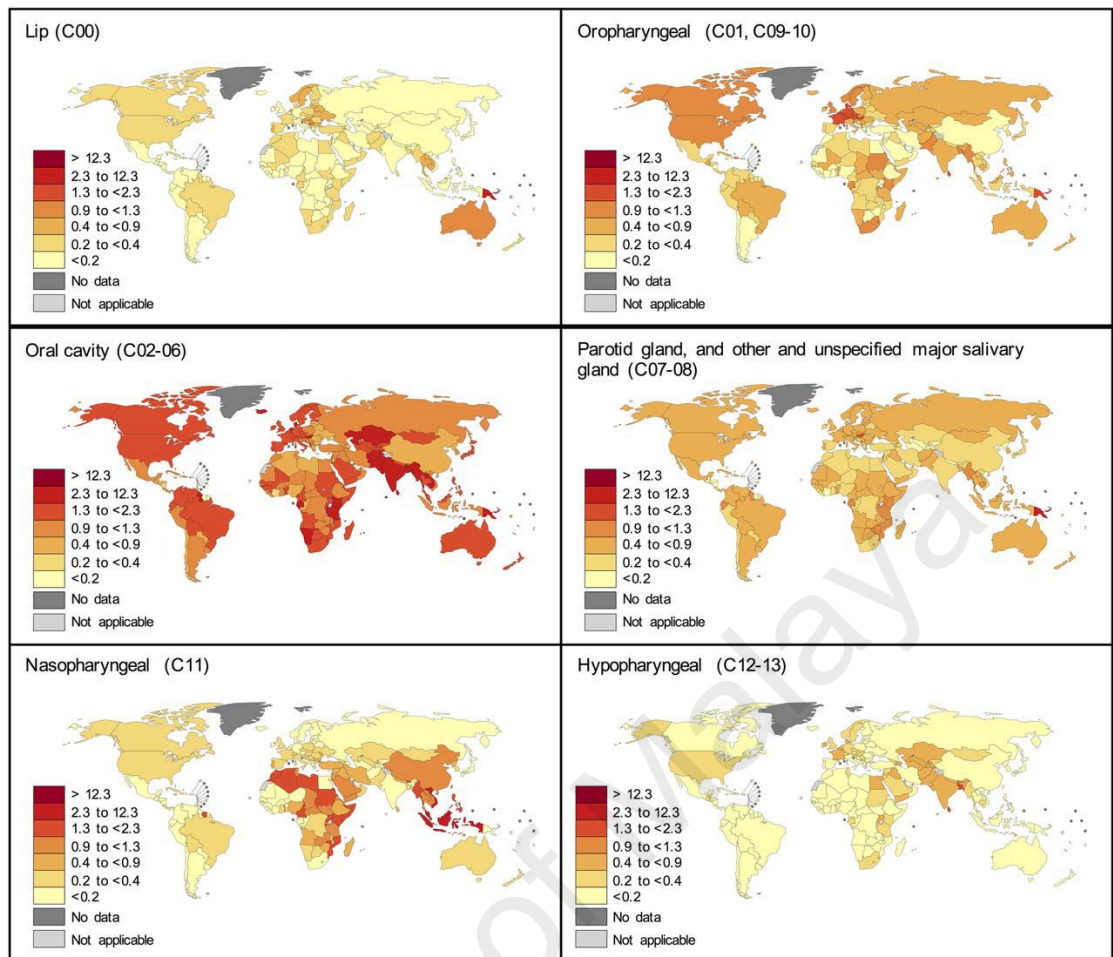 Lip (C00)
> 12.3
2.3 to 12.3
1.3 to <2.3
0.9 to <1.3
0.4 to <0.9
0.2 to <0.4
<0.2
No data
Not applicable
Oropharyngeal (C01, C09-10)
> 12.3
2.3 to 12.3
1.3 to <2.3
0.9 to <1.3
0.4 to <0.9
0.2 to <0.4
<0.2
No data
Not applicable
Oral cavity (C02-06)
> 12.3
2.3 to 12.3
1.3 to <2.3
0.9 to <1.3
0.4 to <0.9
0.2 to <0.4
<0.2
No data
Not applicable
Parotid gland, and other and unspecified major salivary
gland (C07-08)
> 12.3
2.3 to 12.3
1.3 to <2.3
0.9 to <1.3
0.4 to <0.9
0.2 to <0.4
<0.2
No data
Not applicable
Nasopharyngeal (C11)
> 12.3
2.3 to 12.3
1.3 to <2.3
0.9 to <1.3
0.4 to <0.9
0.2 to <0.4
<0.2
No data
Not applicable
Hypopharyngeal (C12-13)
> 12.3
2.3 to 12.3
1.3 to <2.3
0.9 to <1.3
0.4 to <0.9
0.2 to <0.4
<0.2
No data
Not applicable
of Malaya